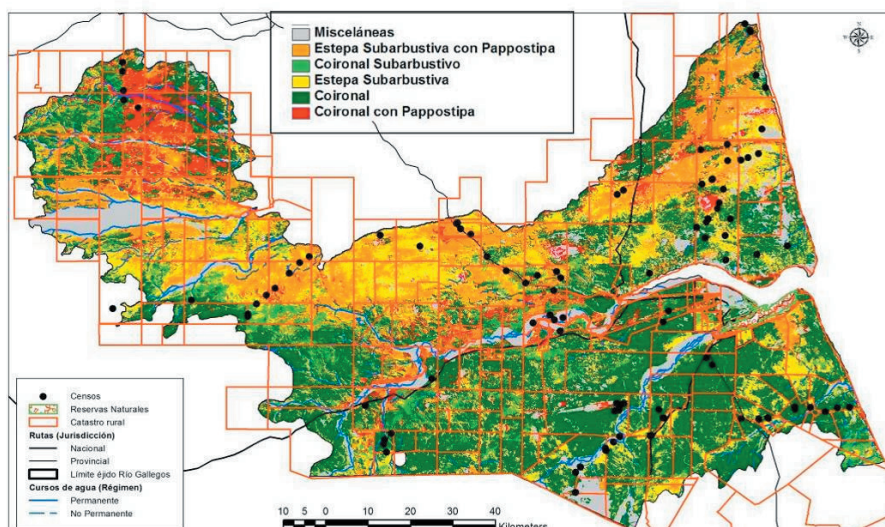 Misceláneas
Estepa Subarbustiva con Pappostipa
Coironal Subarbustivo
Estepa Subarbustiva
Coironal
Coironal con Pappostipa
N
Censos
Reservas Naturales
Catastro rural
Rutas (Jurisdicción)
Nacional
Provincial
Límite éjido Río Gallegos
Cursos de agua (Régimen)
Permanente
No Permanente
10 5 0 10 20 30 40
Kilometers